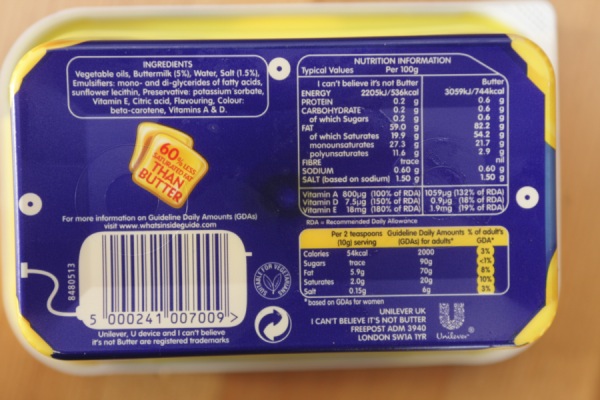 INGREDIENTS
Vegetable oils, Buttermilk (5%), Water, Salt (1.5%),
Emulsifiers: mono- and di-glycerides of fatty acids,
sunflower lecithin, Preservative: potassium sorbate,
Vitamin E, Citric acid, Flavouring, Colour:
beta-carotene, Vitamins A & D.
60% LESS
SATURATED FAT
THAN
BUTTER
For more information on Guideline Daily Amounts (GDAs)
visit www.whatsinsideguide.com
8480513
5 000241 007009 >
SUITABLE FOR VEGETARIANS
Unilever, U device and I can't believe
it's not Butter are registered trademarks
NUTRITION INFORMATION
Typical Values Per 100g
I can't believe it's not Butter Butter
ENERGY 2205kJ/536kcal 3059kJ/744kcal
PROTEIN 0.2 g 0.6 g
CARBOHYDRATE 0.2 g 0.6 g
of which Sugars 0.2 g 0.6 g
FAT 59.0 g 82.2 g
of which Saturates 19.9 g 54.2 g
monounsaturates 27.3 g 21.7 g
polyunsaturates 11.6 g 2.9 g
FIBRE trace nil
SODIUM 0.60 g 0.60 g
SALT (based on sodium) 1.50 g 1.50 g
Vitamin A 800µg (100% of RDA) 1059µg (132% of RDA)
Vitamin D 7.5µg (150% of RDA) 0.9µg (18% of RDA)
Vitamin E 18mg (180% of RDA) 1.9mg (19% of RDA)
RDA = Recommended Daily Allowance
Per 2 teaspoons Guideline Daily Amounts % of adult's
(10g) serving (GDAs) for adults* GDA*
Calories 54kcal 2000 3%
Sugars trace 90g <1%
Fat 5.9g 70g 8%
Saturates 2.0g 20g 10%
Salt 0.15g 6g 3%
*based on GDAs for women
UNILEVER UK
I CAN'T BELIEVE IT'S NOT BUTTER
FREEPOST ADM 3940
LONDON SW1A 1YR
Unilever